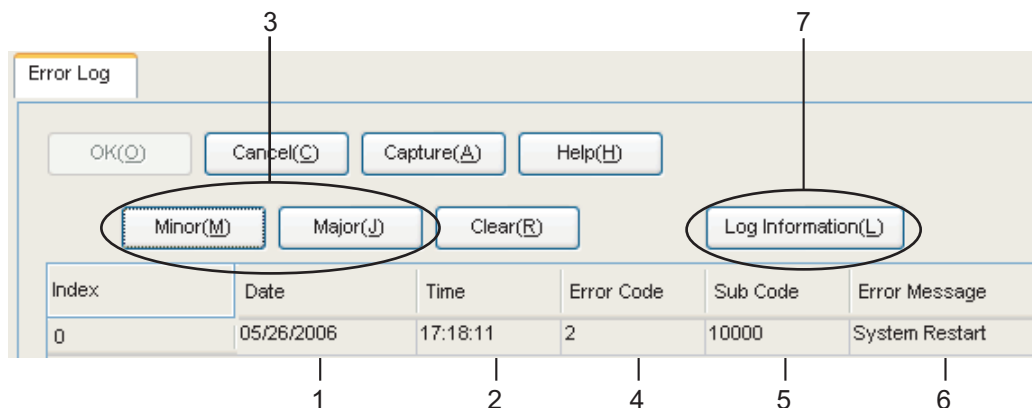 3 7
Error Log
OK(O) Cancel(C) Capture(A) Help(H)
Minor(M) Major(J) Clear(R) Log Information(L)
Index Date Time Error Code Sub Code Error Message
0 05/26/2006 17:18:11 2 10000 System Restart
1 2 4 5 6